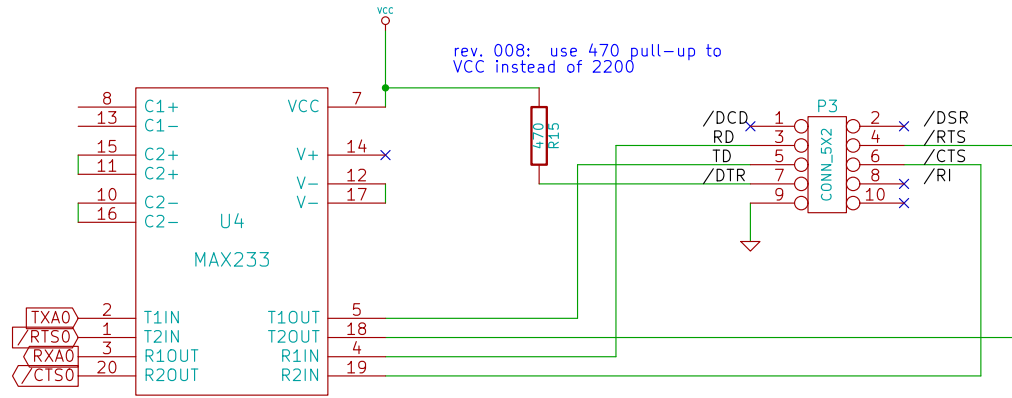 VCC
rev. 008:  use 470 pull-up to
VCC instead of 2200
8 C1+ VCC 7
13 C1-
15 C2+ V+ 14
11 C2+
V- 12
10 C2- V- 17
16 C2-
U4
MAX233
TXA0 2 T1IN T1OUT 5
/RTS0 1 T2IN T2OUT 18
RXA0 3 R1OUT R1IN 4
/CTS0 20 R2OUT R2IN 19
470
R15
P3
CONN_5X2
/DCD 1 2 /DSR
RD 3 4 /RTS
TD 5 6 /CTS
/DTR 7 8 /RI
9 10